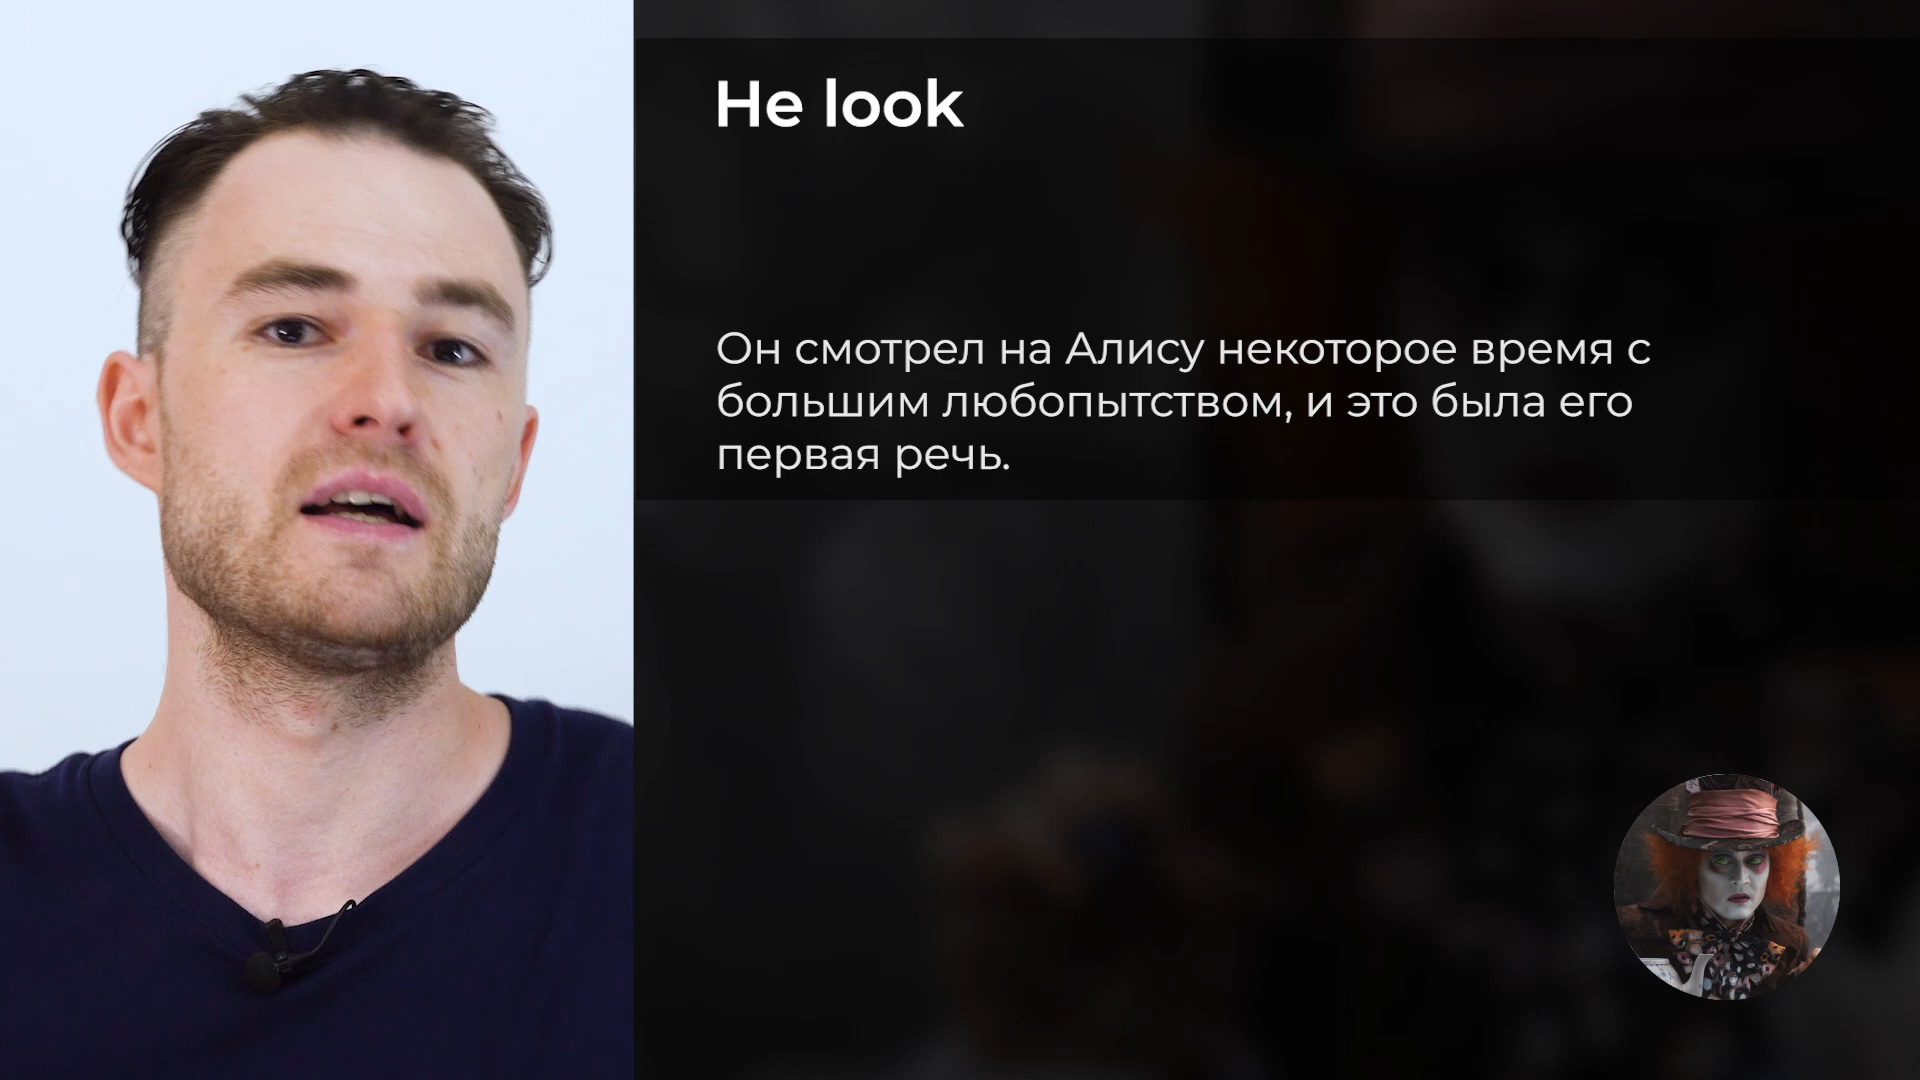 He look
Он смотрел на Алису некоторое время с
большим любопытством, и это была его
первая речь.